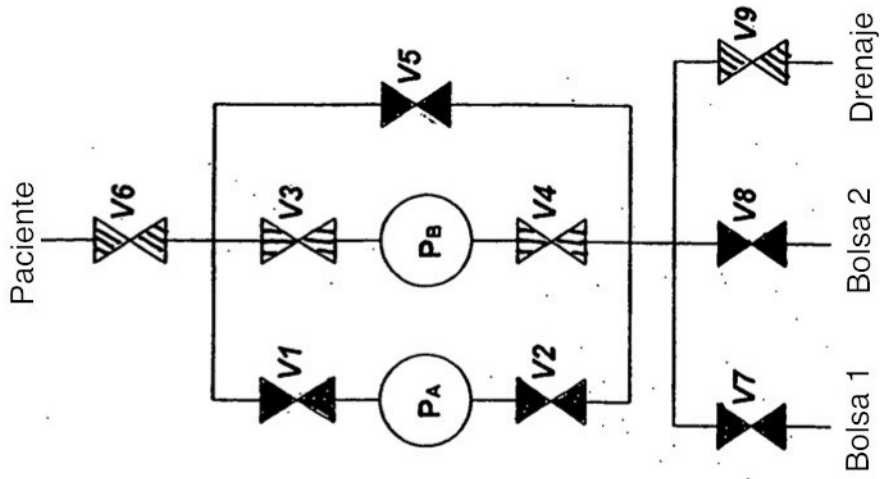 Paciente
V6
V1
V3
V5
PA
PB
V2
V4
V7
V8
V9
Bolsa 1
Bolsa 2
Drenaje